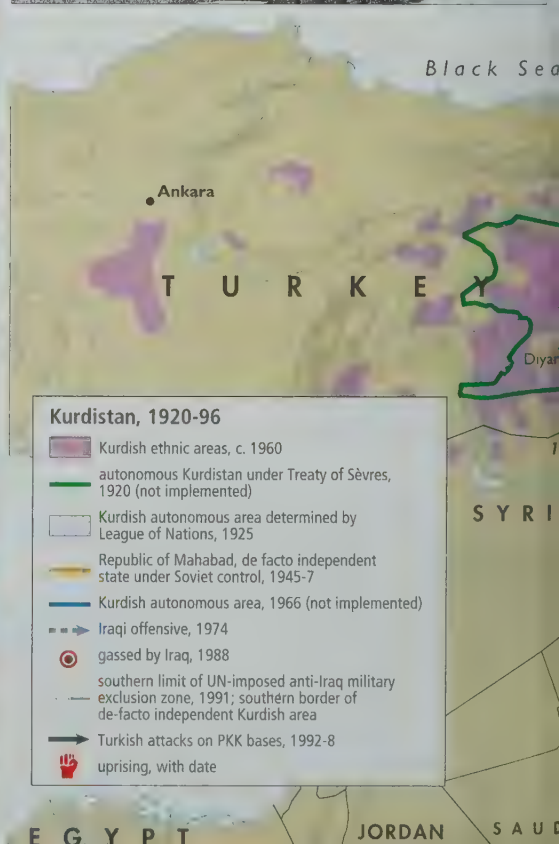 Black Sea
Ankara
TURKEY
Diyar
Kurdistan, 1920-96
Kurdish ethnic areas, c. 1960
autonomous Kurdistan under Treaty of Sèvres,
1920 (not implemented)
Kurdish autonomous area determined by
League of Nations, 1925
Republic of Mahabad, de facto independent
state under Soviet control, 1945-7
Kurdish autonomous area, 1966 (not implemented)
Iraqi offensive, 1974
gassed by Iraq, 1988
southern limit of UN-imposed anti-Iraq military
exclusion zone, 1991; southern border of
de-facto independent Kurdish area
Turkish attacks on PKK bases, 1992-8
uprising, with date
SYRI
EGYPT
JORDAN
SAUD